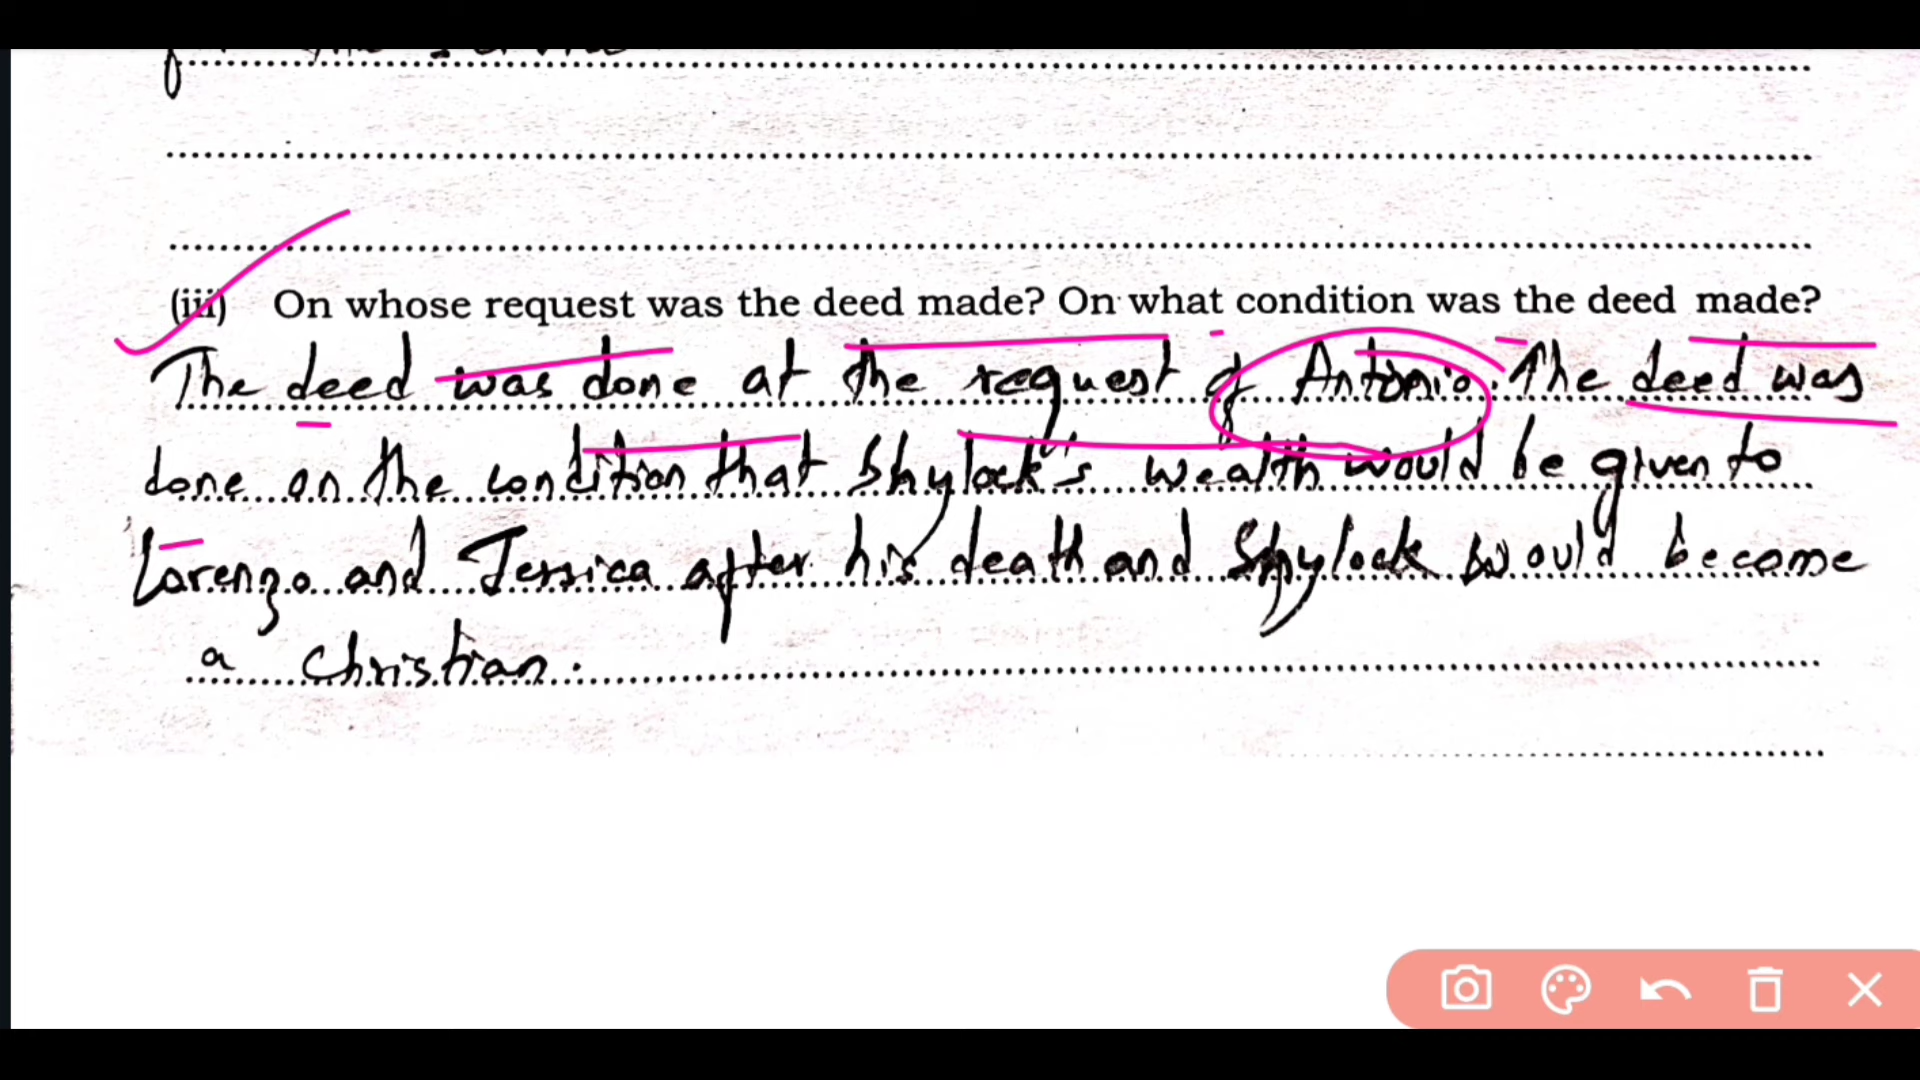 (iii) On whose request was the deed made? On what condition was the deed made?
The deed was done at the request of Antonio. The deed was
done on the condition that Shylock's wealth would be given to
Lorenzo and Jessica after his death and Shylock would become
a Christian.